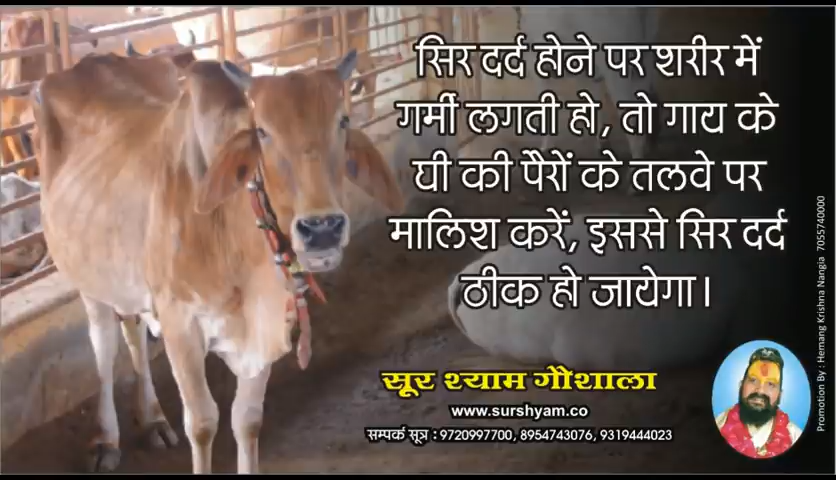 सिर दर्द होने पर शरीर में
गर्मी लगती हो, तो गाय के
घी की पैरों के तलवे पर
मालिश करें, इससे सिर दर्द
ठीक हो जायेगा।
सूर श्याम गौशाला
www.surshyam.co
सम्पर्क सूत्र : 9720997700, 8954743076, 9319444023
Promotion By : Hemang Krishna Nangia 7055740000